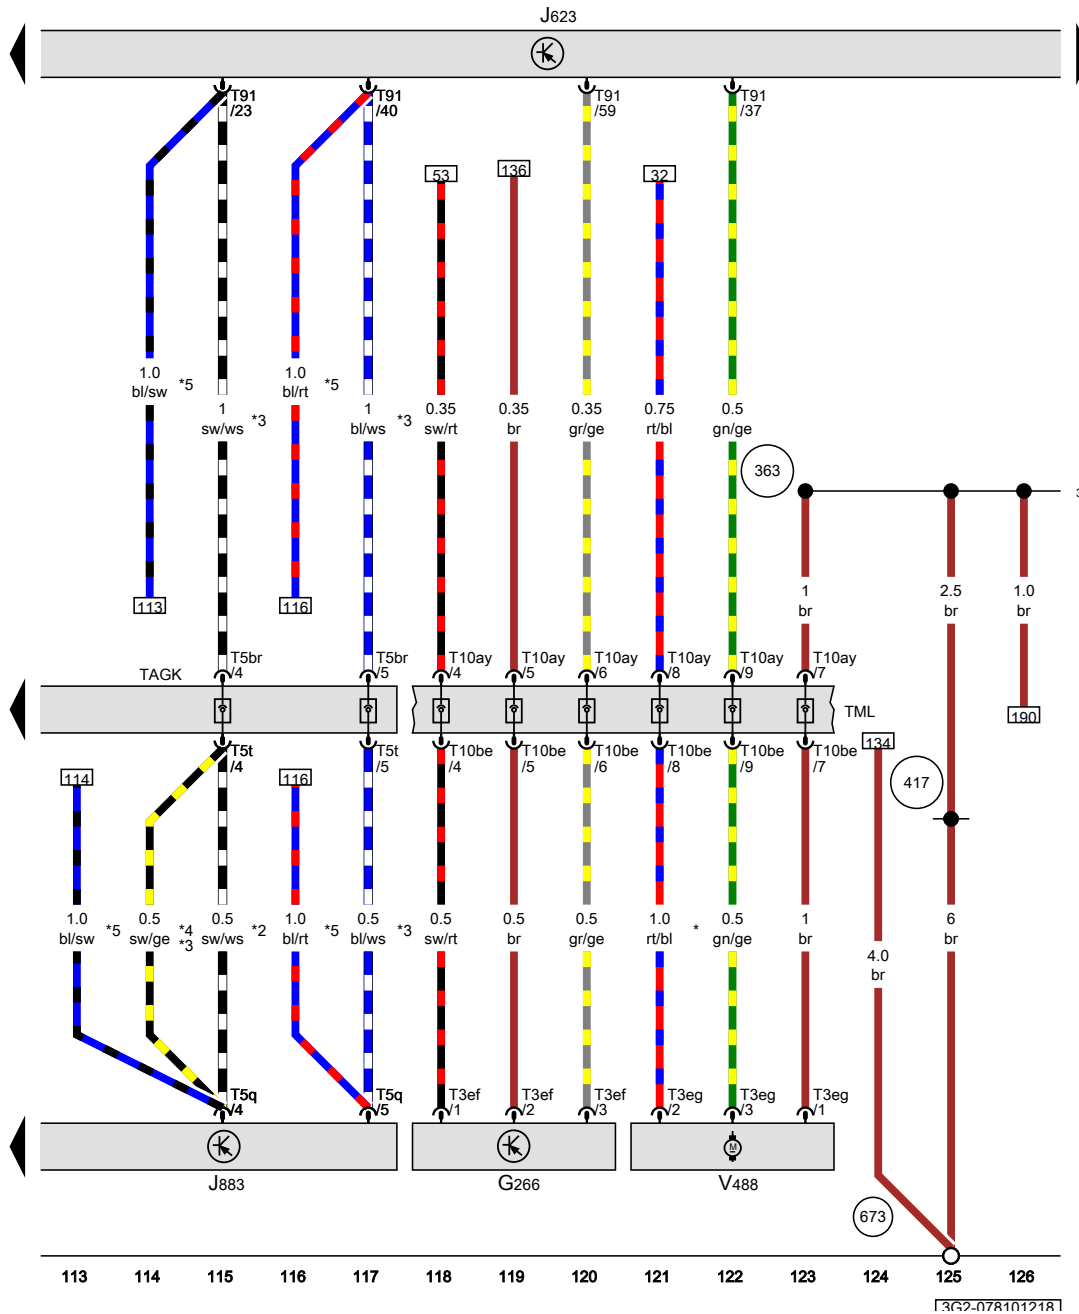 J623
T91
/23
T91
/40
T91
/59
T91
/37
53
136
32
1.0
bl/sw
*5
1
sw/ws
*3
1.0
bl/rt
*5
1
bl/ws
*3
0.35
sw/rt
0.35
br
0.35
gr/ge
0.75
rt/bl
0.5
gn/ge
363
113
116
1
br
2.5
br
1.0
br
TAGK
T5br
/4
T5br
/5
T10ay
/4
T10ay
/5
T10ay
/6
T10ay
/8
T10ay
/9
T10ay
/7
TML
190
T5t
/4
T5t
/5
T10be
/4
T10be
/5
T10be
/6
T10be
/8
T10be
/9
T10be
/7
134
114
116
417
1.0
bl/sw
*5
0.5
sw/ge
*4
*3
0.5
sw/ws
*2
1.0
bl/rt
*5
0.5
bl/ws
*3
0.5
sw/rt
0.5
br
0.5
gr/ge
1.0
rt/bl
*
0.5
gn/ge
1
br
4.0
br
6
br
T5q
/4
T5q
/5
T3ef
/1
T3ef
/2
T3ef
/3
T3eg
/2
T3eg
/3
T3eg
/1
M
J883
G266
V488
673
113 114 115 116 117 118 119 120 121 122 123 124 125 126
3G2-078101218